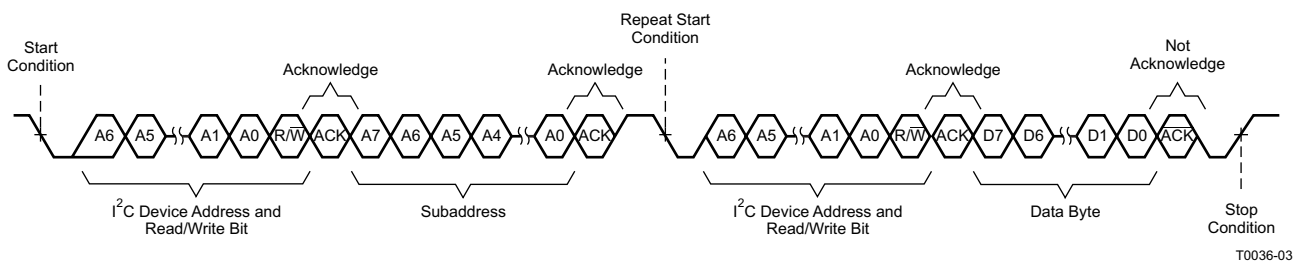 Repeat Start
Condition
Start
Condition
Not
Acknowledge
Acknowledge
Acknowledge
Acknowledge
A6 A5 A1 A0 R/W̅ ACK A7 A6 A5 A4 A0 ACK A6 A5 A1 A0 R/W̅ ACK D7 D6 D1 D0 A̅C̅K̅
I²C Device Address and
Read/Write Bit
Subaddress
I²C Device Address and
Read/Write Bit
Data Byte
Stop
Condition
T0036-03